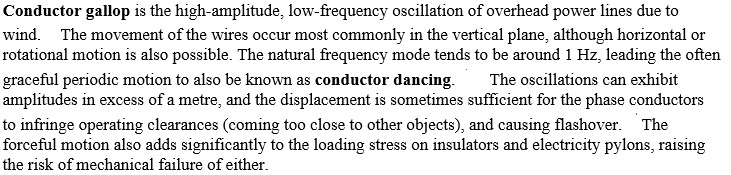 Conductor gallop is the high-amplitude, low-frequency oscillation of overhead power lines due to
wind. The movement of the wires occur most commonly in the vertical plane, although horizontal or
rotational motion is also possible. The natural frequency mode tends to be around 1 Hz, leading the often
graceful periodic motion to also be known as conductor dancing. The oscillations can exhibit
amplitudes in excess of a metre, and the displacement is sometimes sufficient for the phase conductors
to infringe operating clearances (coming too close to other objects), and causing flashover. The
forceful motion also adds significantly to the loading stress on insulators and electricity pylons, raising
the risk of mechanical failure of either.